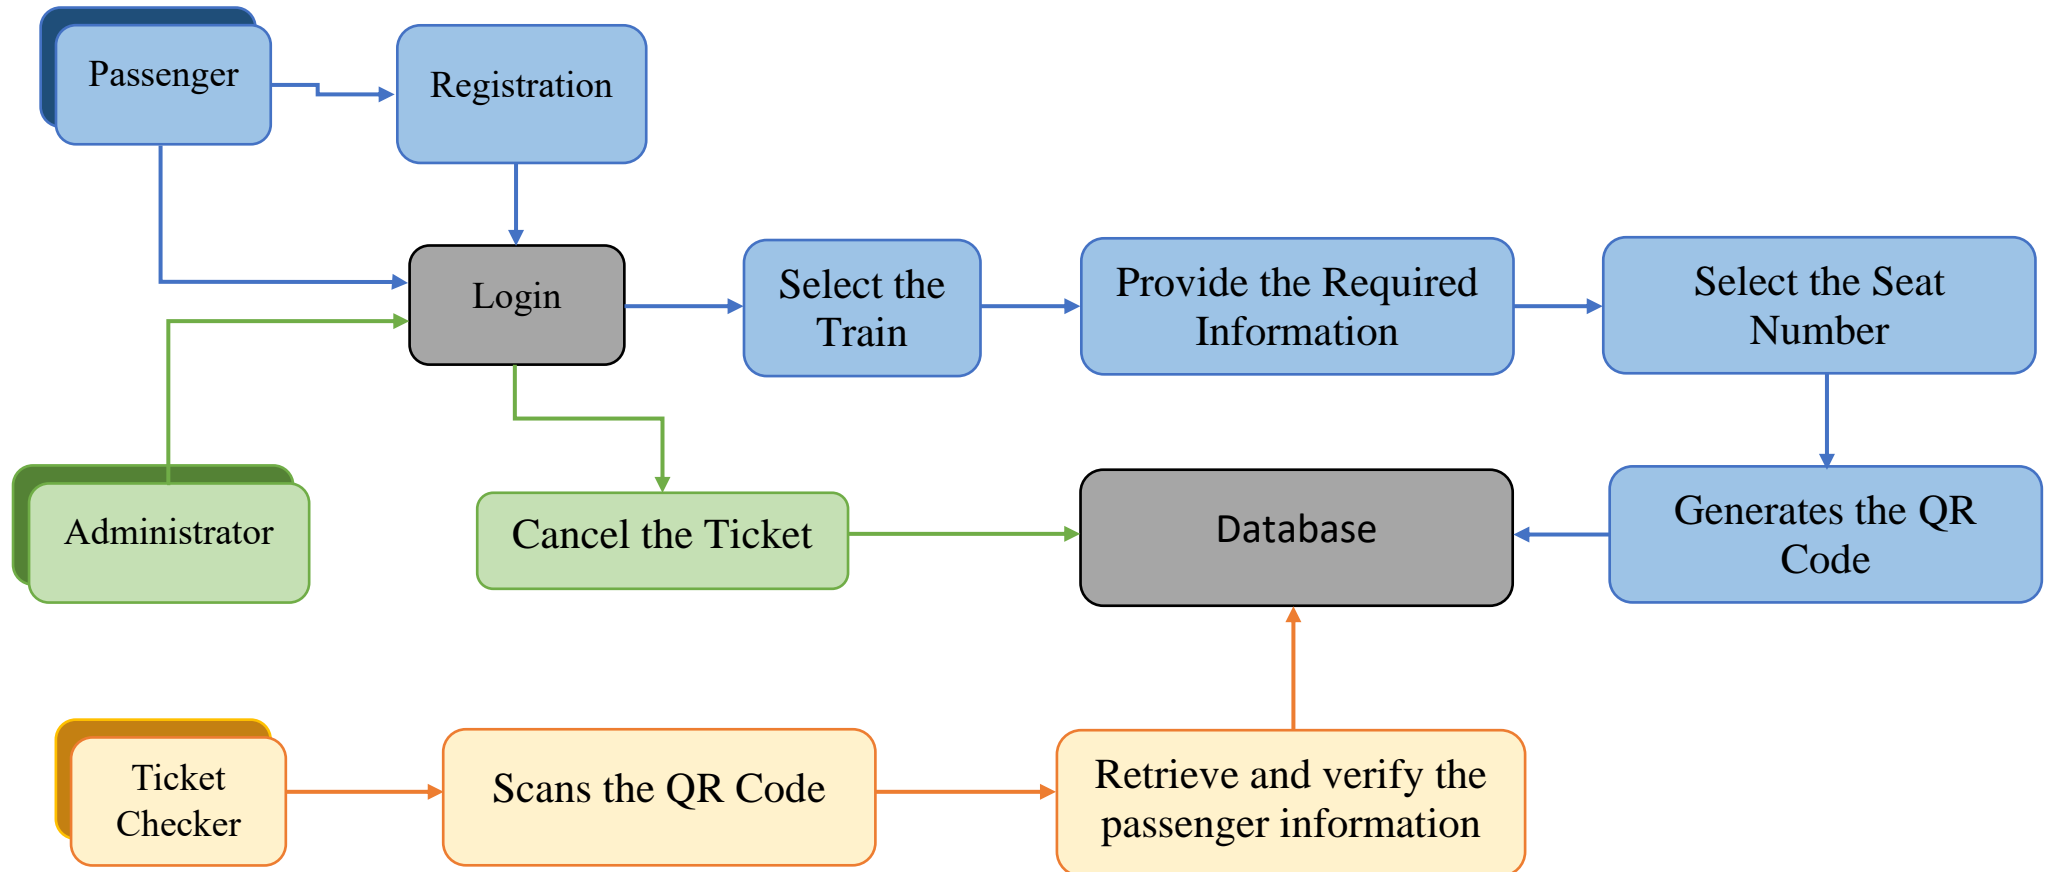 Passenger
Registration
Login
Select the
Train
Provide the Required
Information
Select the Seat
Number
Administrator
Cancel the Ticket
Database
Generates the QR
Code
Ticket
Checker
Scans the QR Code
Retrieve and verify the
passenger information